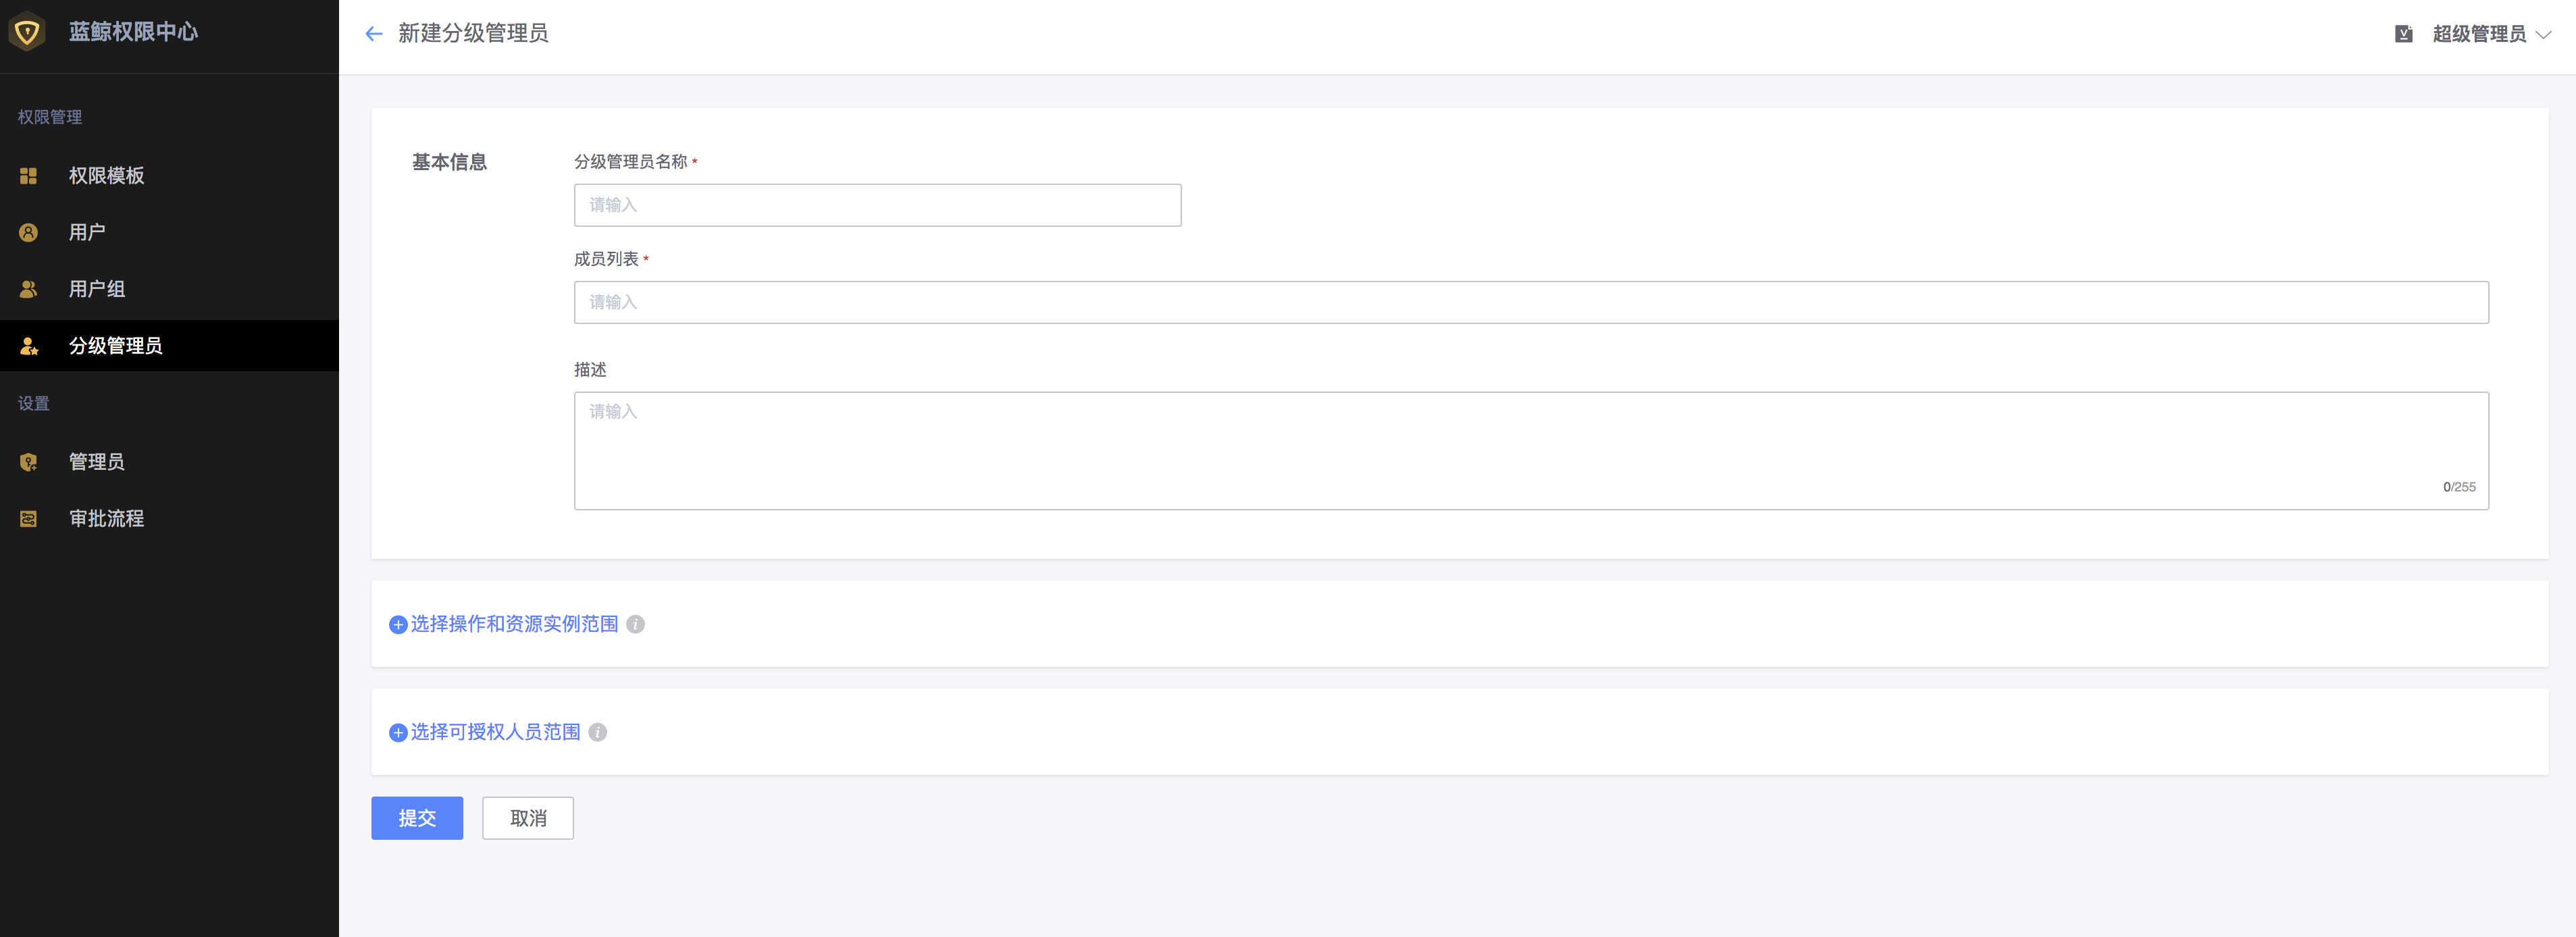 蓝鲸权限中心
新建分级管理员
超级管理员
权限管理
权限模板
用户
用户组
分级管理员
设置
管理员
审批流程
基本信息
分级管理员名称 *
请输入
成员列表 *
请输入
描述
请输入
0/255
选择操作和资源实例范围
选择可授权人员范围
提交
取消